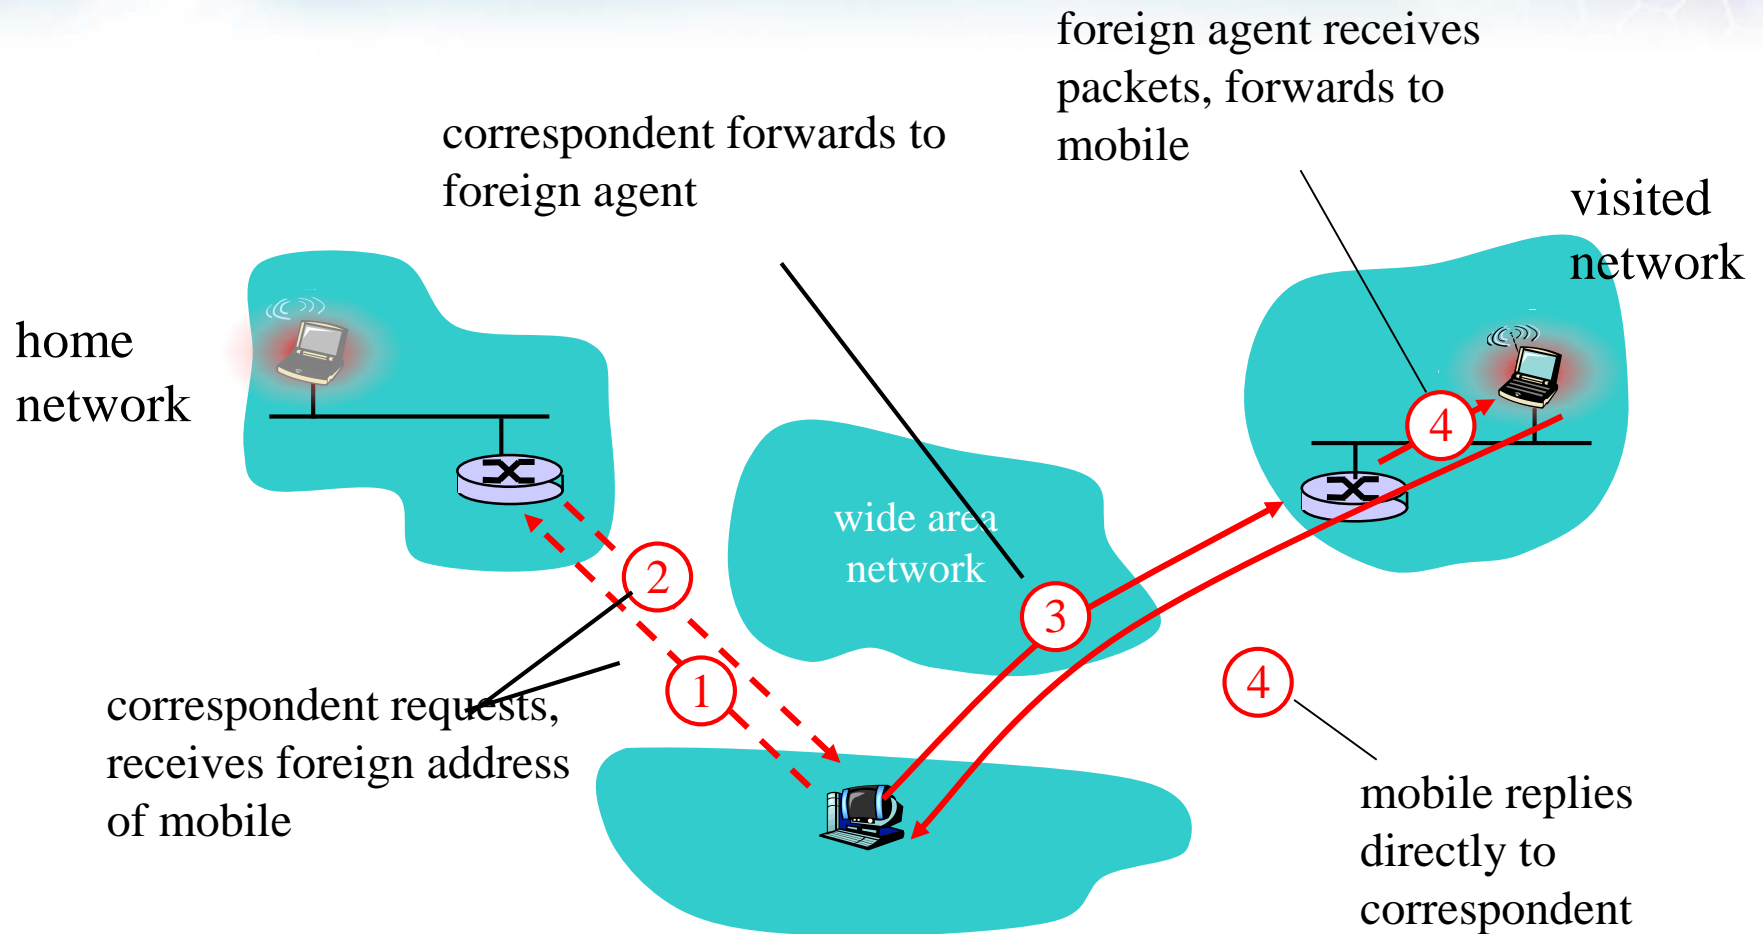 foreign agent receives
packets, forwards to
mobile
correspondent forwards to
foreign agent
visited
network
home
network
4
wide area
network
2
3
1
4
correspondent requests,
receives foreign address
of mobile
mobile replies
directly to
correspondent